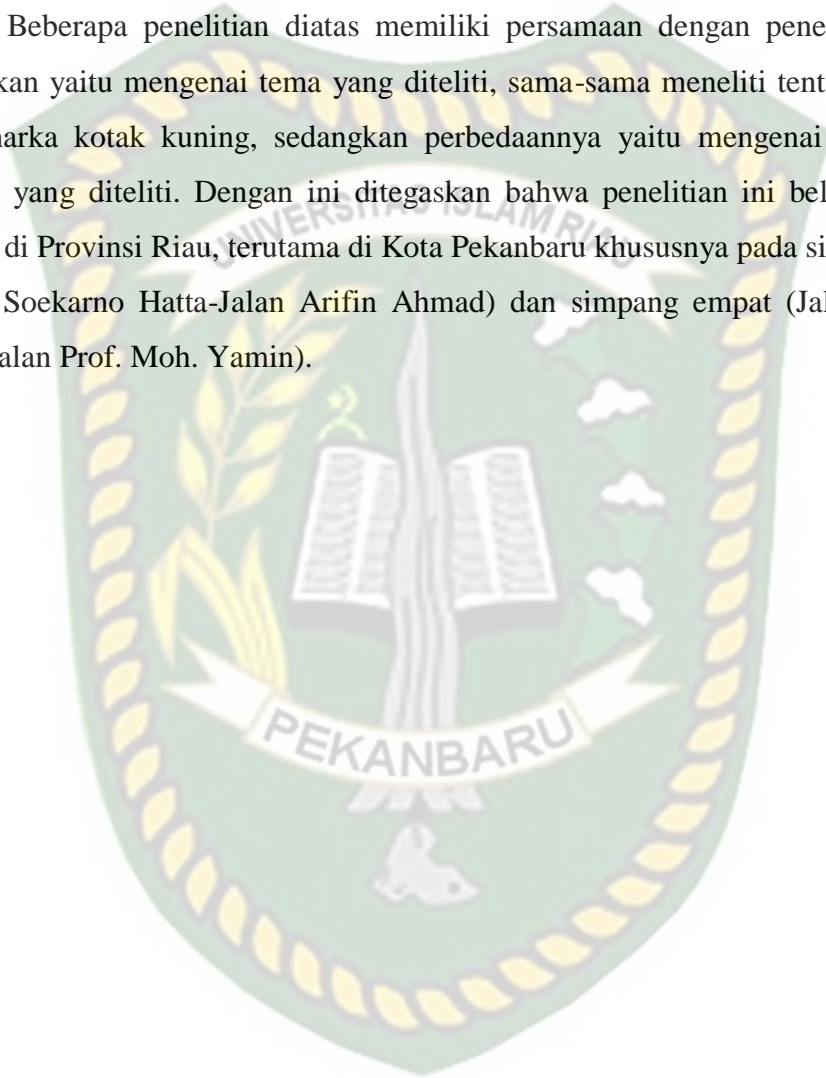 Beberapa penelitian diatas memiliki persamaan dengan pene
kan yaitu mengenai tema yang diteliti, sama-sama meneliti tent
arka kotak kuning, sedangkan perbedaannya yaitu mengenai
yang diteliti. Dengan ini ditegaskan bahwa penelitian ini bel
di Provinsi Riau, terutama di Kota Pekanbaru khususnya pada si
Soekarno Hatta-Jalan Arifin Ahmad) dan simpang empat (Jal
alan Prof. Moh. Yamin).
UNIVERSITAS ISLAM RIAU
PEKANBARU